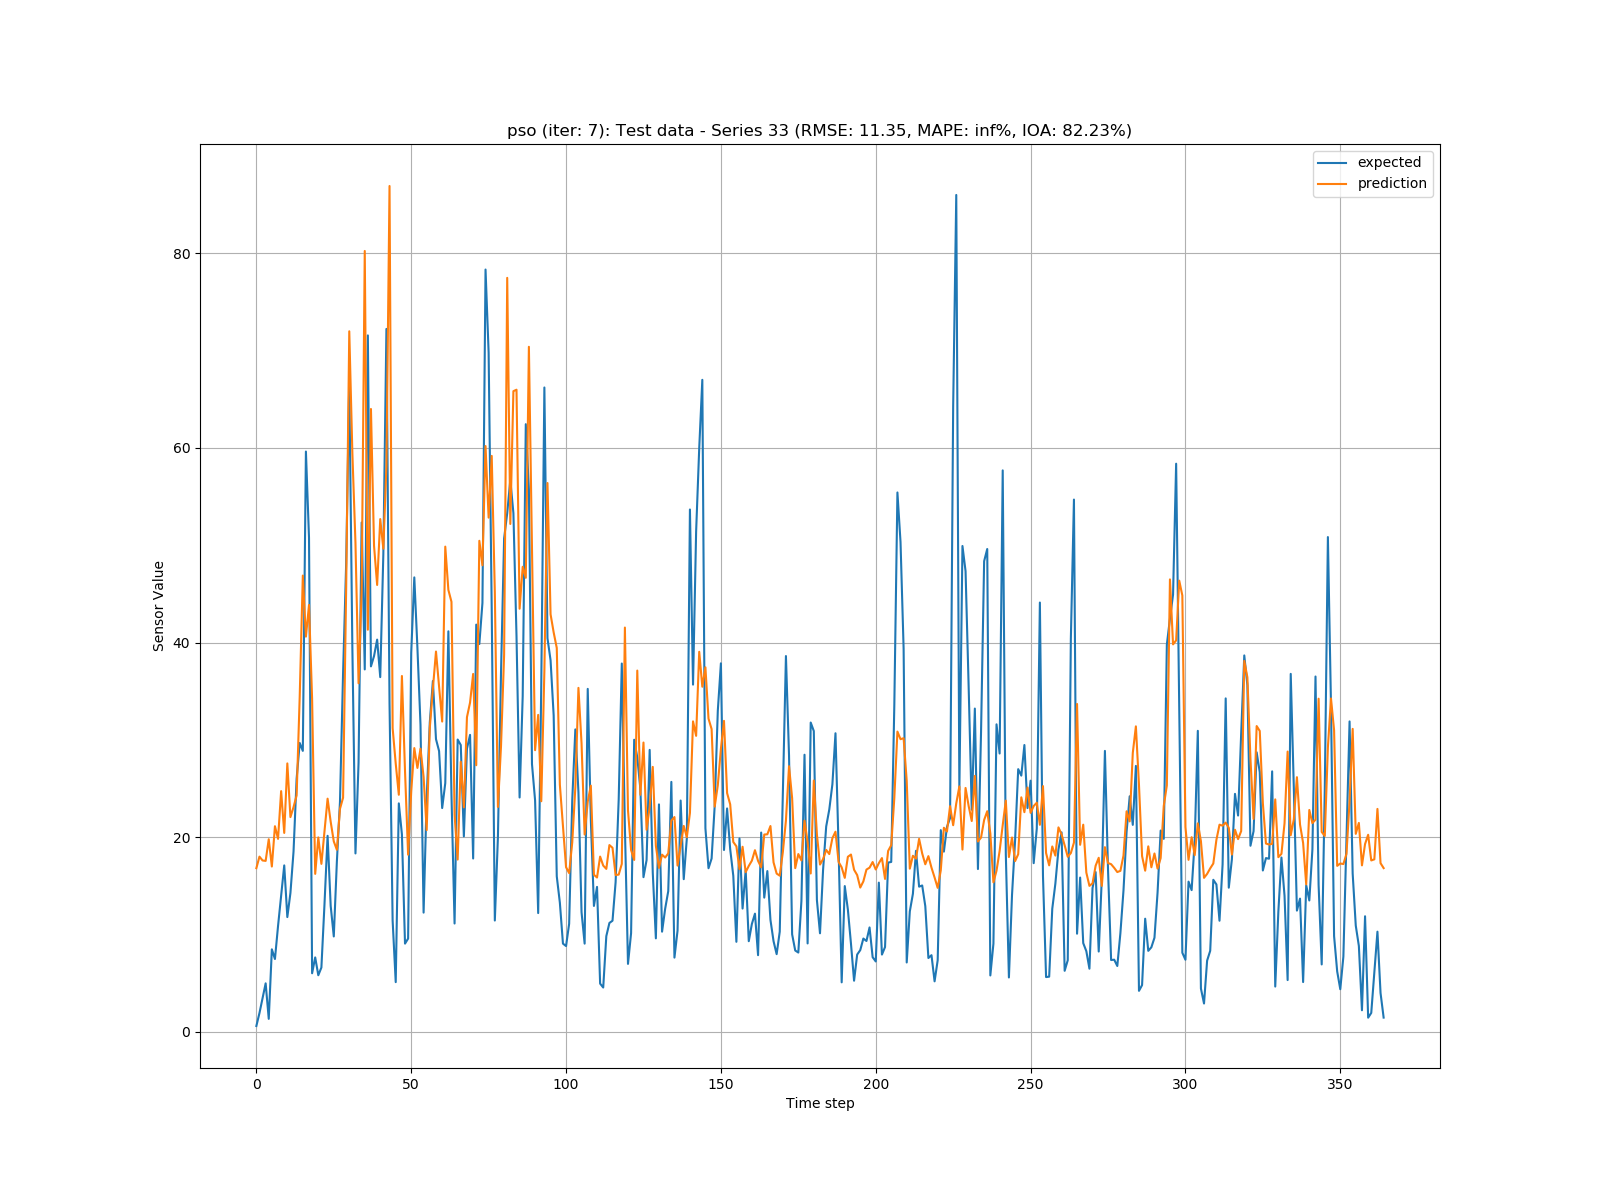 pso (iter: 7): Test data - Series 33 (RMSE: 11.35, MAPE: inf%, IOA: 82.23%)
expected
prediction
80
60
40
20
0
Sensor Value
0 50 100 150 200 250 300 350
Time step